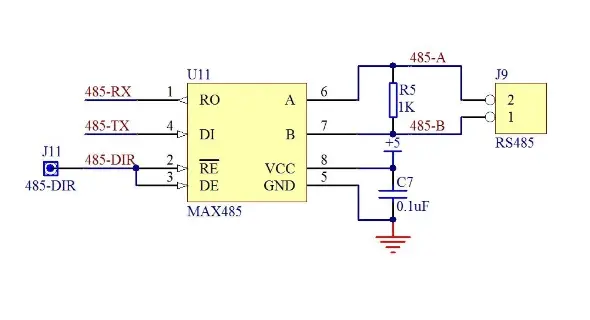 U11
485-A
J9
485-RX 1 RO A 6 R5 2
1K
485-TX 4 DI B 7 485-B 1
+5 RS485
J11 485-DIR 2 RE VCC 8
3 DE GND 5 C7
485-DIR 0.1uF
MAX485